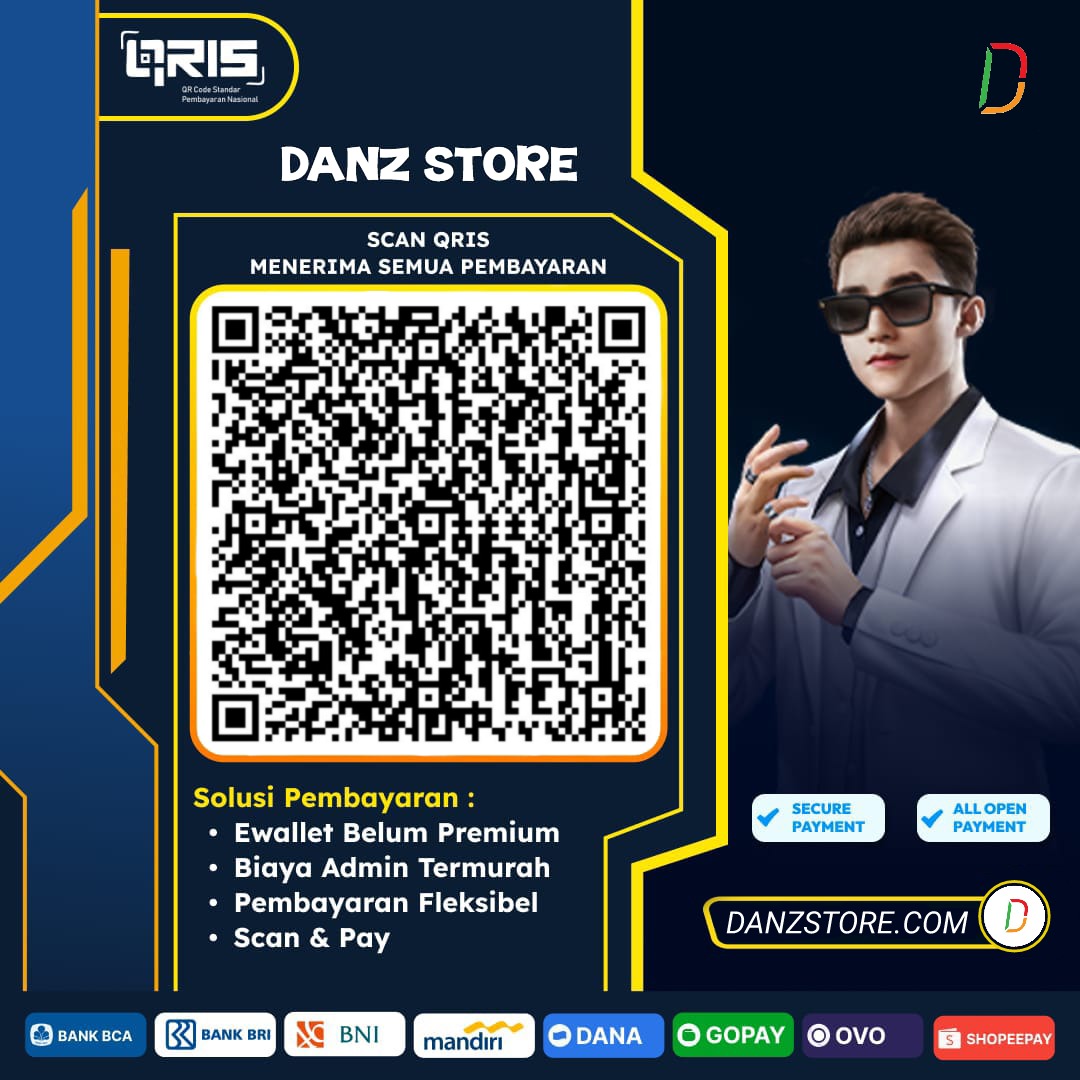 QRIS
QR Code Standar
Pembayaran Nasional
D
DANZ STORE
SCAN QRIS
MENERIMA SEMUA PEMBAYARAN
Solusi Pembayaran :
• Ewallet Belum Premium
• Biaya Admin Termurah
• Pembayaran Fleksibel
• Scan & Pay
SECURE
PAYMENT
ALL OPEN
PAYMENT
DANZSTORE.COM
D
BANK BCA
BANK BRI
BNI
mandiri
DANA
GOPAY
OVO
SHOPEEPAY